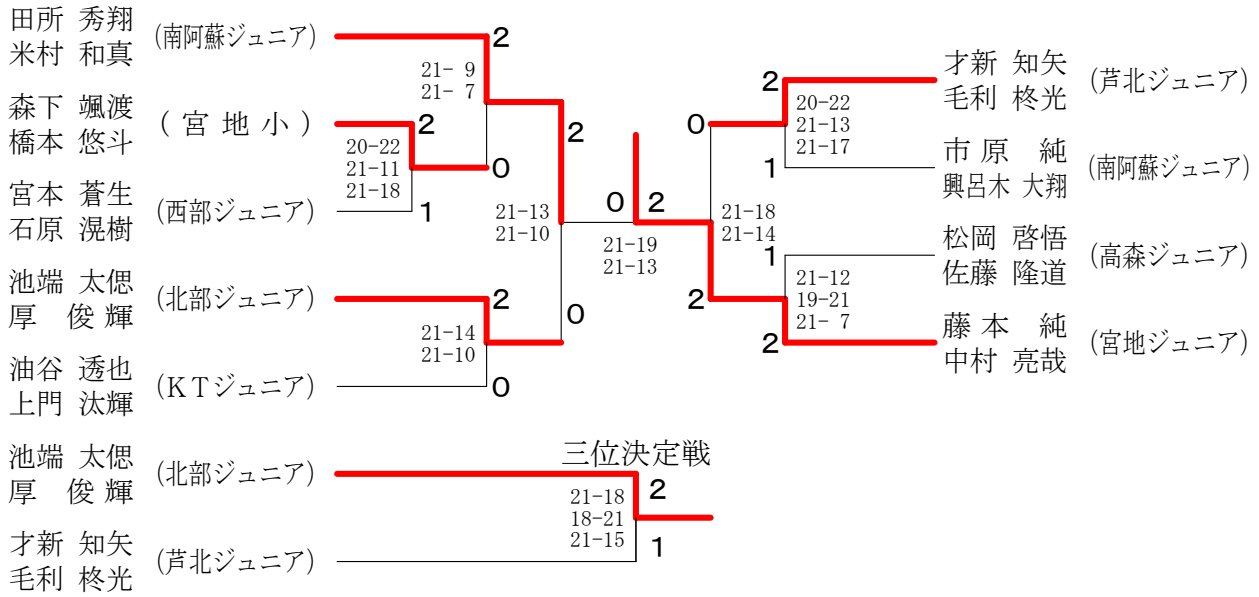 田所 秀翔
米村 和真
(南阿蘇ジュニア)
2
21- 9
21- 7
森下 颯渡
橋本 悠斗
(宮地小)
2
20-22
21-11
21-18
0
宮本 蒼生
石原 滉樹
(西部ジュニア)
1
2
21-13
21-10
池端 太偲
厚 俊輝
(北部ジュニア)
2
21-14
21-10
0
油谷 透也
上門 汰輝
(KTジュニア)
0
0 2
21-19
21-13
才新 知矢
毛利 柊光
(芦北ジュニア)
2
20-22
21-13
21-17
0
市原 純
興呂木 大翔
(南阿蘇ジュニア)
1
21-18
21-14
松岡 啓悟
佐藤 隆道
(高森ジュニア)
1
21-12
19-21
21- 7
2
藤本 純
中村 亮哉
(宮地ジュニア)
2
三位決定戦
池端 太偲
厚 俊輝
(北部ジュニア)
2
21-18
18-21
21-15
1
才新 知矢
毛利 柊光
(芦北ジュニア)